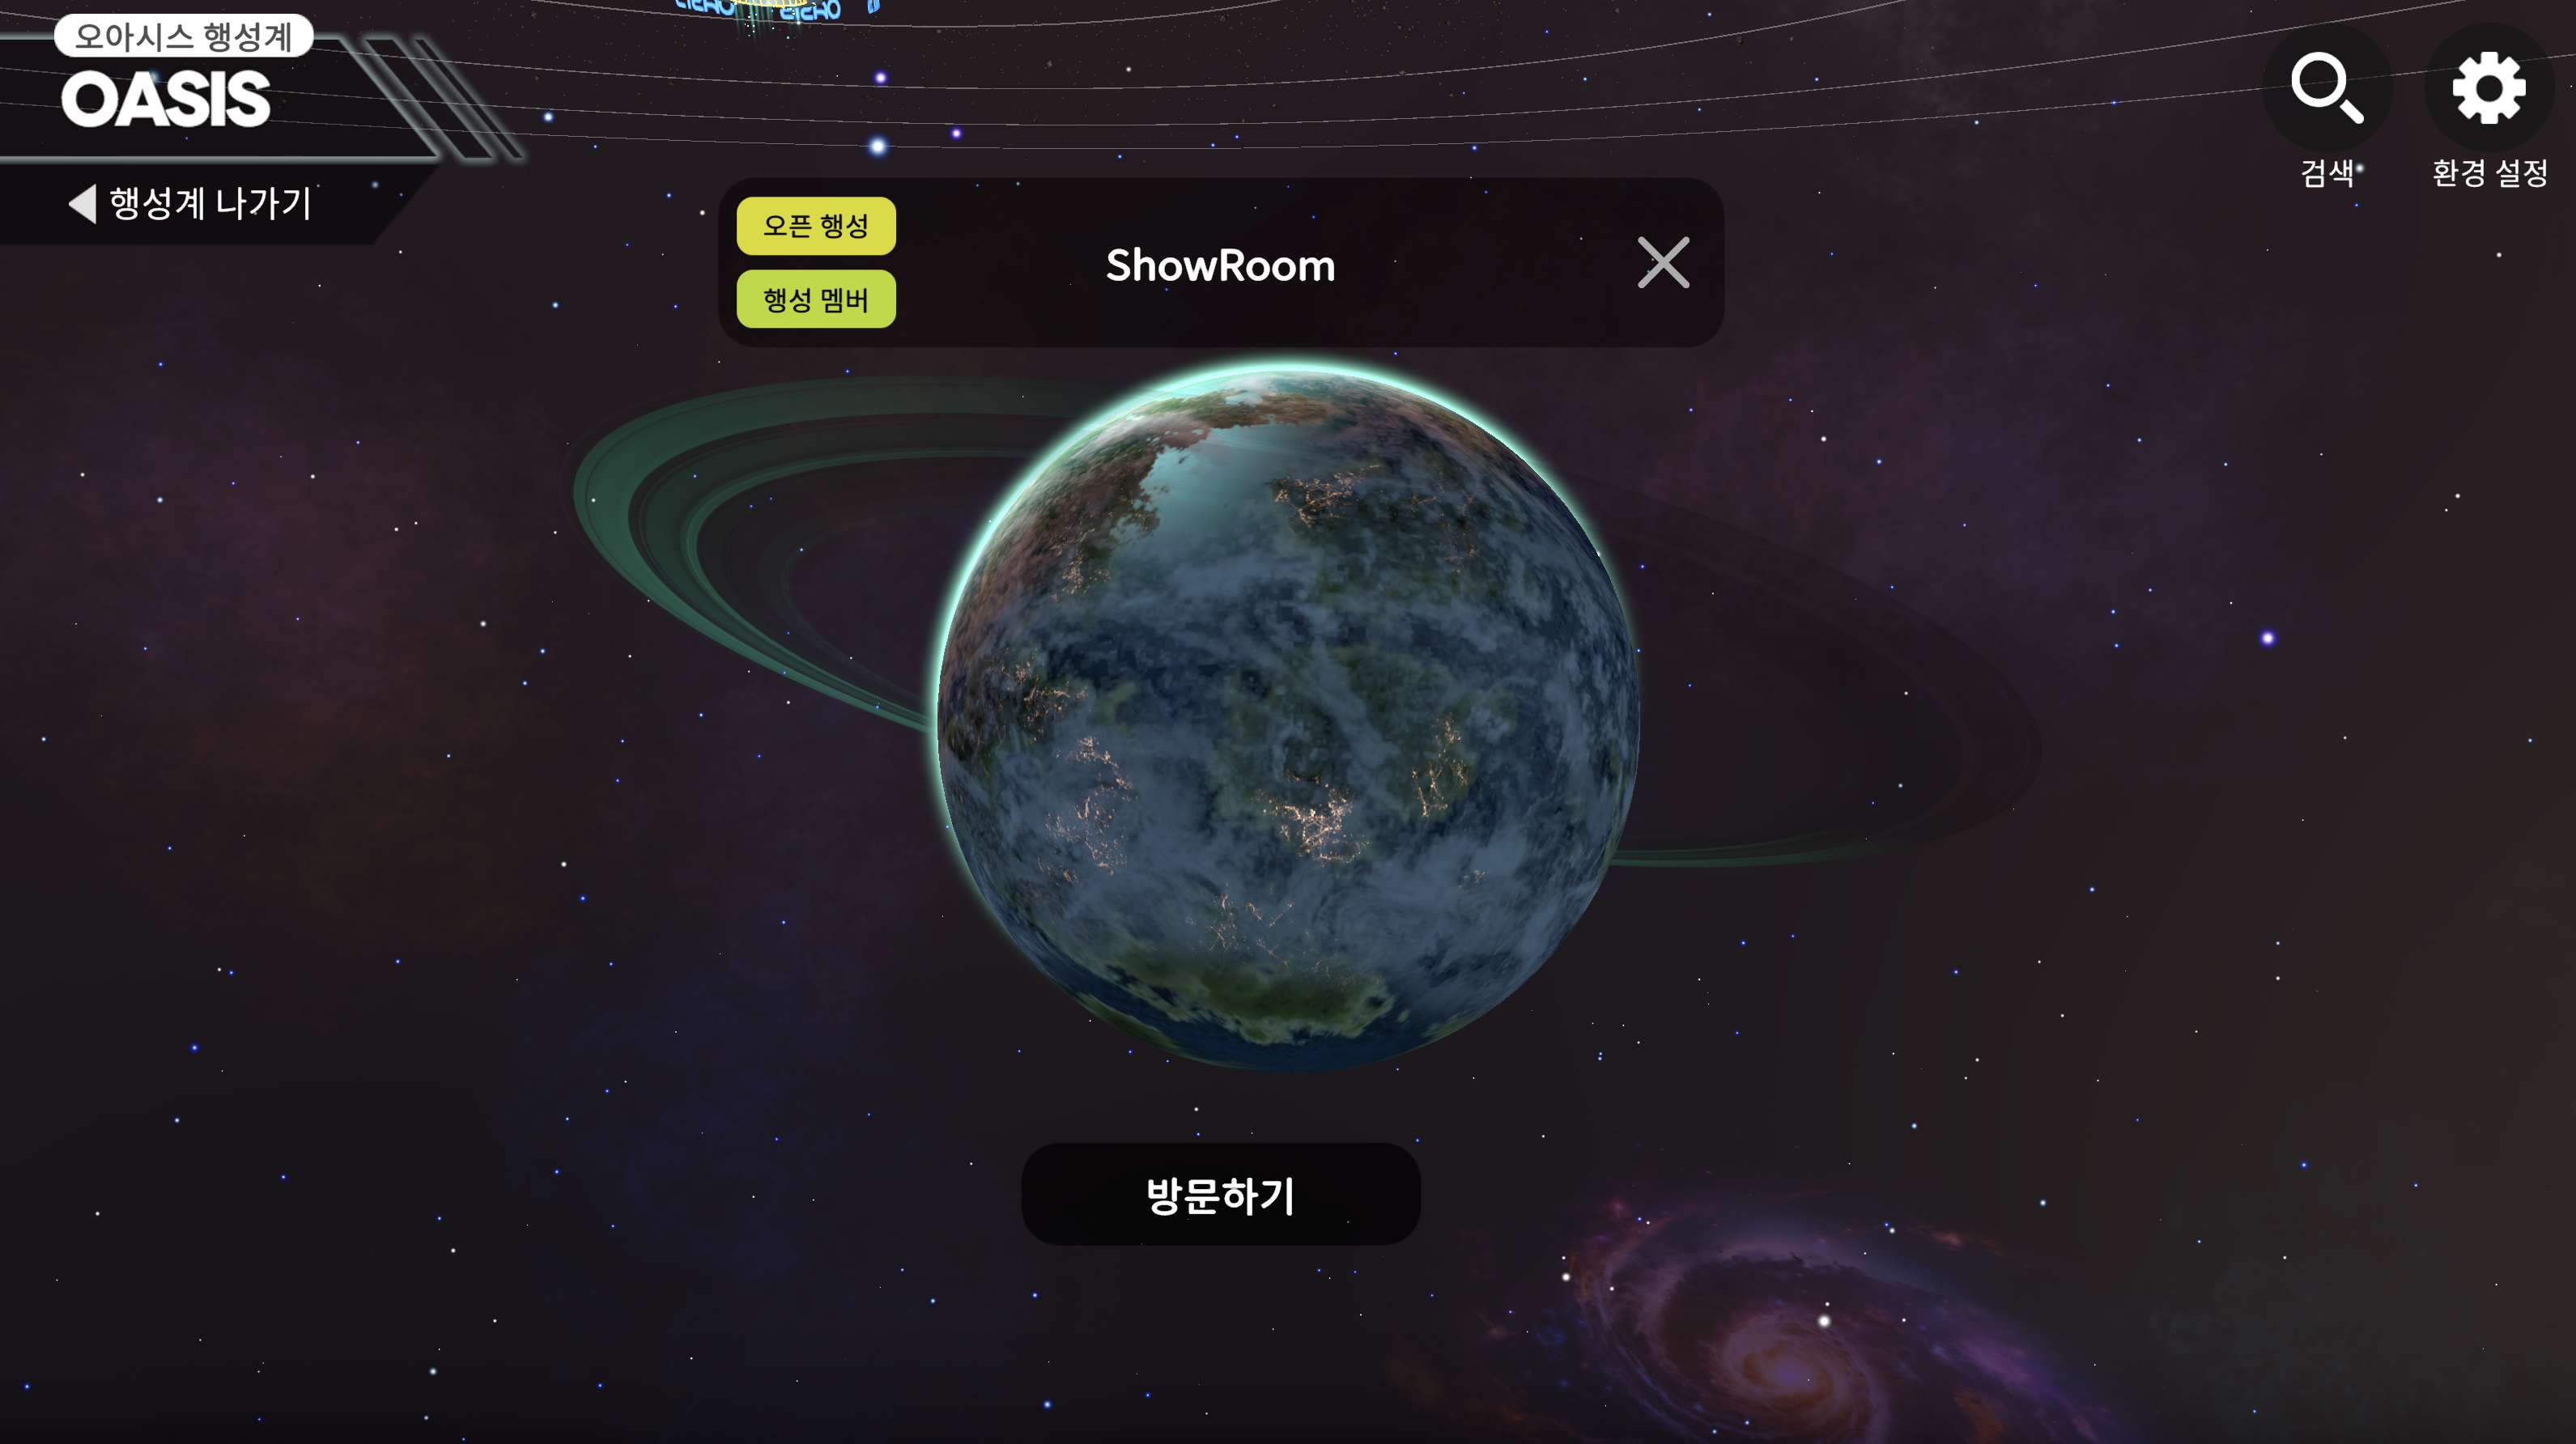 오아시스 행성계
OASIS
행성계 나가기
검색
환경 설정
오픈 행성
행성 멤버
ShowRoom
방문하기